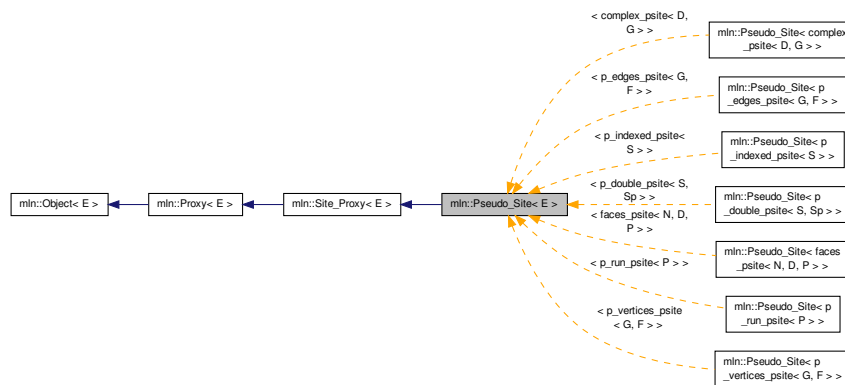 < complex_psite< D,
G > >
mln::Pseudo_Site< complex
_psite< D, G > >
< p_edges_psite< G,
F > >
mln::Pseudo_Site< p
_edges_psite< G, F > >
< p_indexed_psite<
S > >
mln::Pseudo_Site< p
_indexed_psite< S > >
mln::Object< E >
mln::Proxy< E >
mln::Site_Proxy< E >
mln::Pseudo_Site< E >
< p_double_psite< S,
Sp > >
mln::Pseudo_Site< p
_double_psite< S, Sp > >
< faces_psite< N, D,
P > >
mln::Pseudo_Site< faces
_psite< N, D, P > >
< p_run_psite< P > >
mln::Pseudo_Site< p
_run_psite< P > >
< p_vertices_psite
< G, F > >
mln::Pseudo_Site< p
_vertices_psite< G, F > >